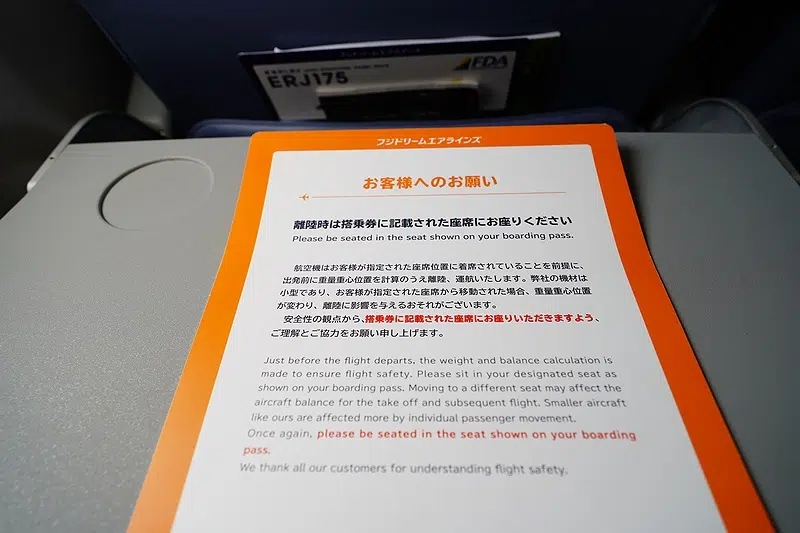 FDA
ERJ175
フジドリームエアラインズ
お客様へのお願い
離陸時は搭乗券に記載された座席にお座りください
Please be seated in the seat shown on your boarding pass.
航空機はお客様が指定された座席位置に着席されていることを前提に、
出発前に重量重心位置を計算のうえ離陸、運航いたします。弊社の機材は
小型であり、お客様が指定された座席から移動された場合、重量重心位置
が変わり、離陸に影響を与えるおそれがございます。
安全性の観点から、搭乗券に記載された座席にお座りいただきますよう、
ご理解とご協力をお願い申し上げます。
Just before the flight departs, the weight and balance calculation is
made to ensure flight safety. Please sit in your designated seat as
shown on your boarding pass. Moving to a different seat may affect the
aircraft balance for the take off and subsequent flight. Smaller aircraft
like ours are affected more by individual passenger movement.
Once again, please be seated in the seat shown on your boarding
pass.
We thank all our customers for understanding flight safety.